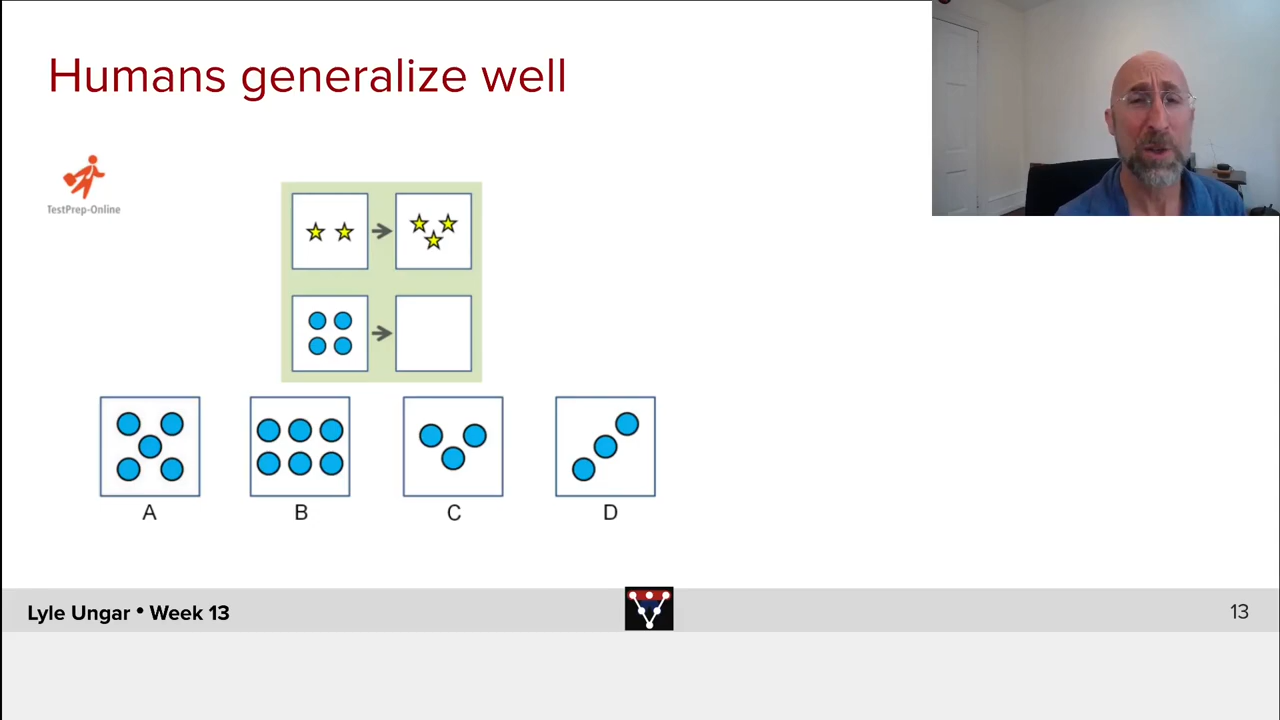 Humans generalize well
TestPrep-Online
A
B
C
D
Lyle Ungar • Week 13
13